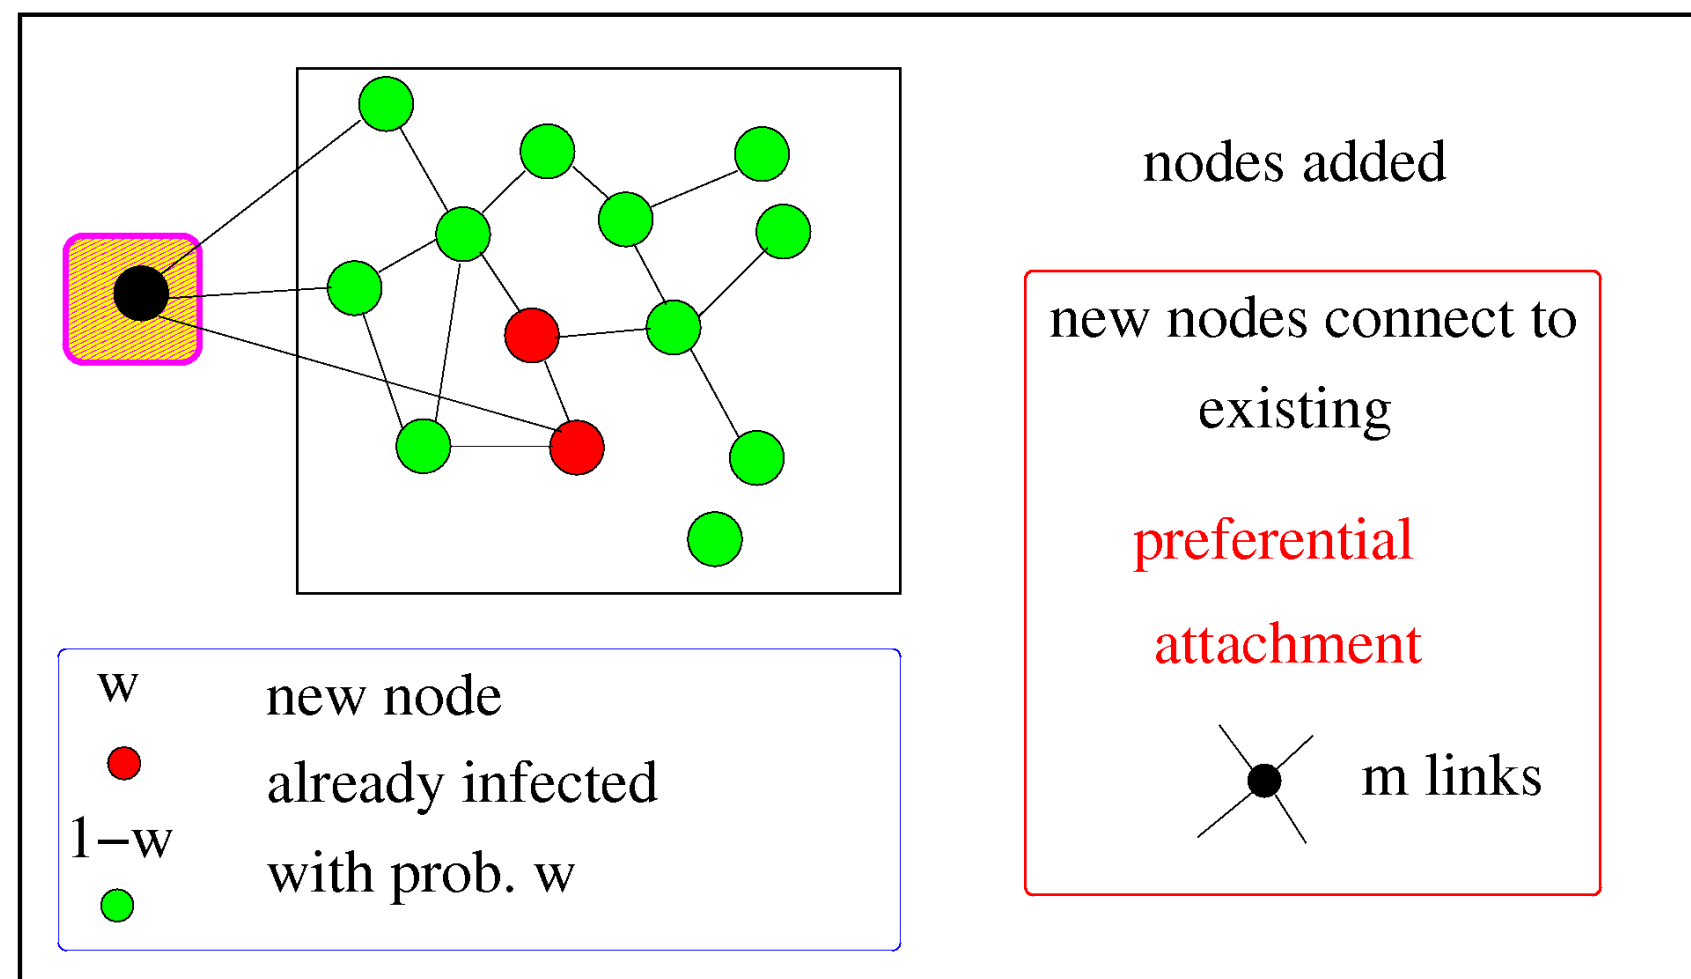 nodes added
new nodes connect to
existing
preferential
attachment
m links
w
new node
already infected
1−w
with prob. w